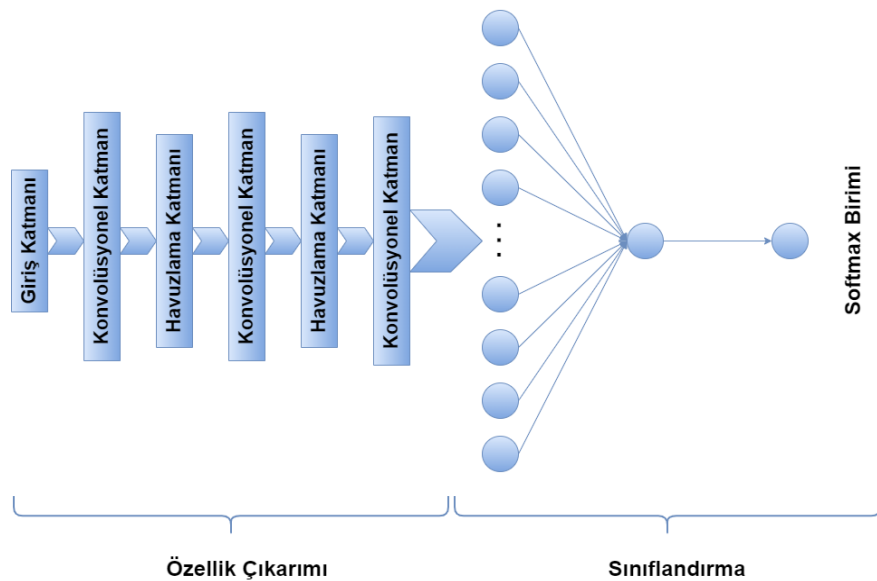 Giriş Katmanı
Konvolüsyonel Katman
Havuzlama Katmanı
Konvolüsyonel Katman
Havuzlama Katmanı
Konvolüsyonel Katman
. . .
Softmax Birimi
Özellik Çıkarımı
Sınıflandırma